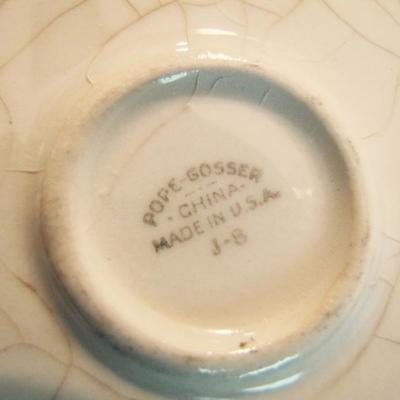 POPE-GOSSER
- CHINA -
MADE IN U.S.A.
J-8